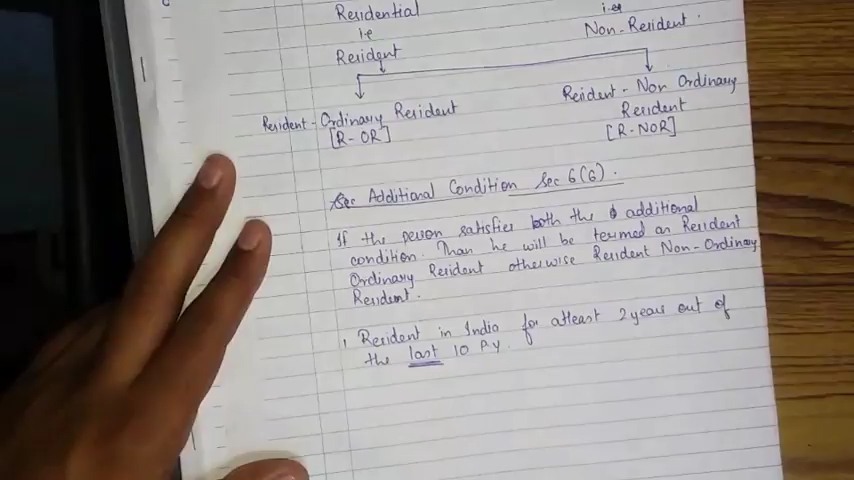 Residential
i.e
Resident
i.e
Non-Resident.
Resident-Ordinary Resident
[R-OR]
Reident-Non Ordinary
Resident
[R-NOR]
Additional Condition Sec 6(6).
If the person satisfies both the additional
condition. Than he will be termed as Resident
Ordinary Resident otherwise Resident Non-Ordinary
Resident.
1 Resident in India for atleast 2 years out of
the last 10 PY.